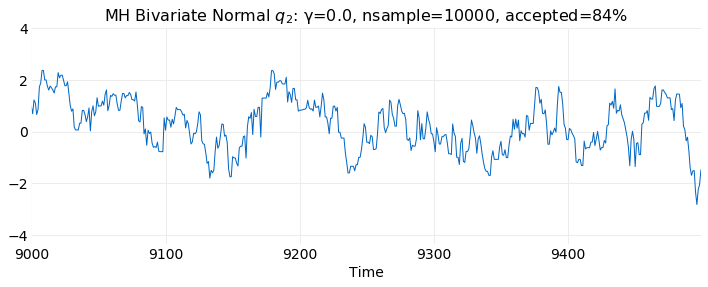 MH Bivariate Normal q₂: γ=0.0, nsample=10000, accepted=84%
4
2
0
−2
−4
9000 9100 9200 9300 9400
Time